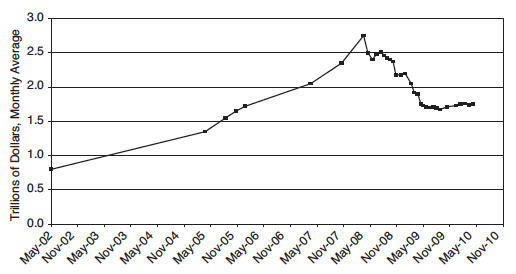 Trillions of Dollars, Monthly Average
3.0
2.5
2.0
1.5
1.0
0.5
0.0
May-02
Nov-02
May-03
Nov-03
May-04
Nov-04
May-05
Nov-05
May-06
Nov-06
May-07
Nov-07
May-08
Nov-08
May-09
Nov-09
May-10
Nov-10